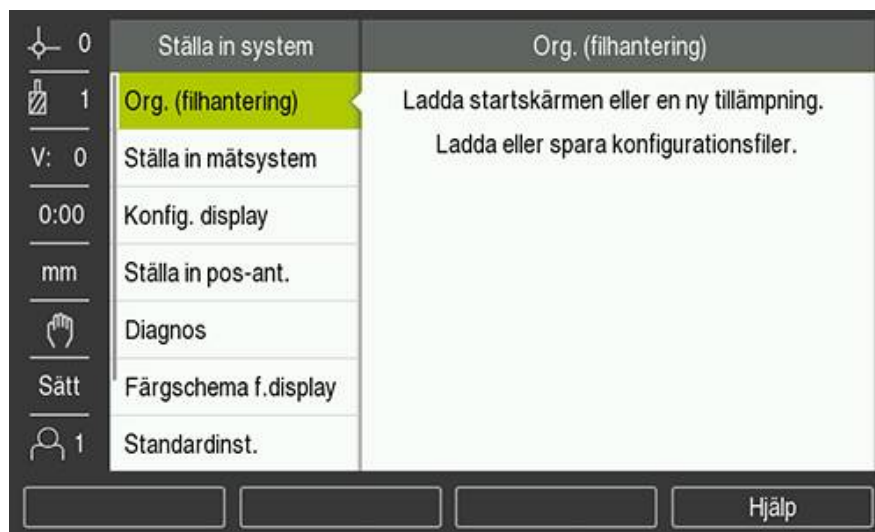 0
1
V: 0
0:00
mm
Sätt
1
Ställa in system
Org. (filhantering)
Ställa in mätsystem
Konfig. display
Ställa in pos-ant.
Diagnos
Färgschema f.display
Standardinst.
Org. (filhantering)
Ladda startskärmen eller en ny tillämpning.
Ladda eller spara konfigurationsfiler.
Hjälp